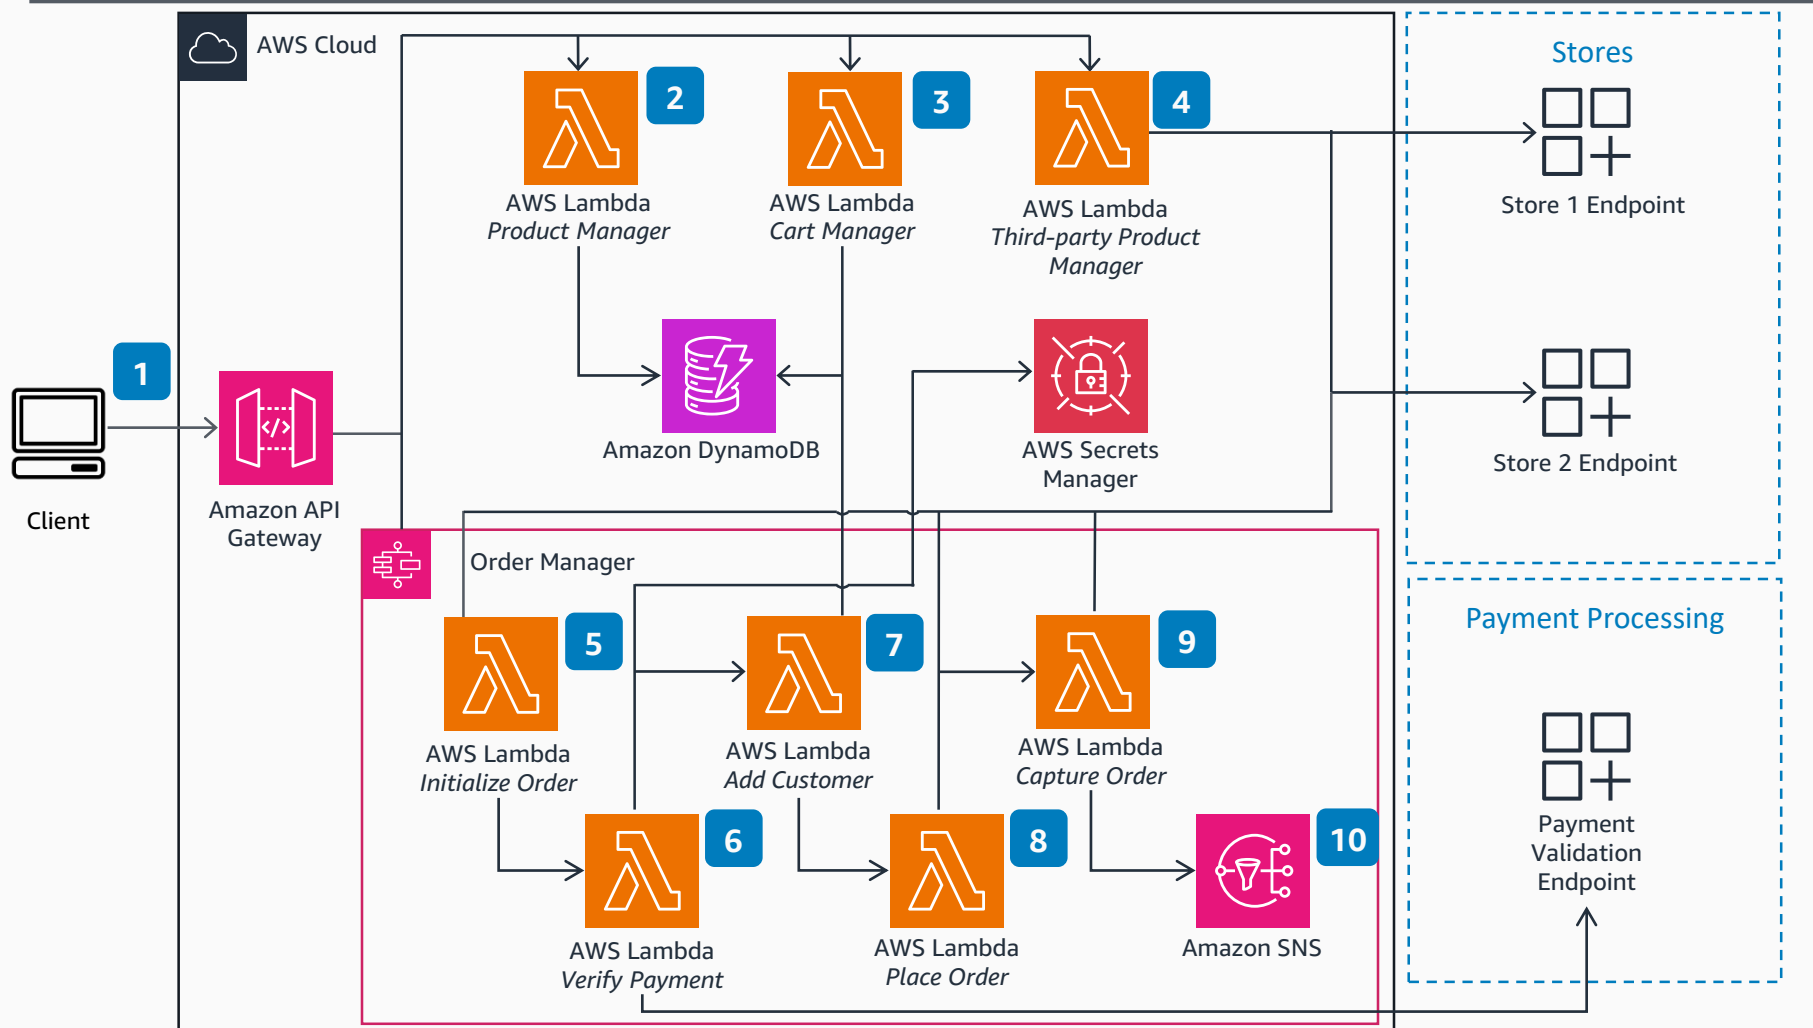 AWS Cloud
2
3
4
AWS Lambda
Product Manager
AWS Lambda
Cart Manager
AWS Lambda
Third-party Product
Manager
Stores
Store 1 Endpoint
1
Client
Amazon API
Gateway
Amazon DynamoDB
AWS Secrets
Manager
Store 2 Endpoint
Order Manager
5
7
9
AWS Lambda
Initialize Order
AWS Lambda
Add Customer
AWS Lambda
Capture Order
6
8
10
AWS Lambda
Verify Payment
AWS Lambda
Place Order
Amazon SNS
Payment Processing
Payment
Validation
Endpoint